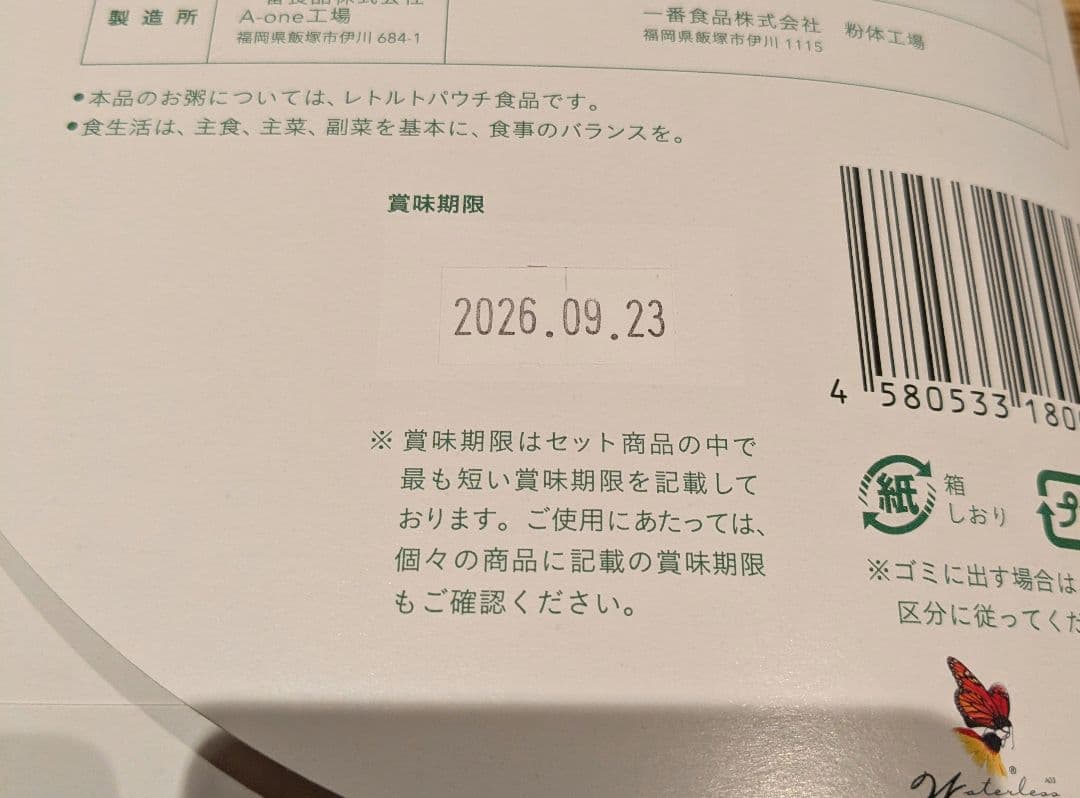 製造所
A-one工場
福岡県飯塚市伊川 684-1
一番食品株式会社 粉体工場
福岡県飯塚市伊川 1115
●本品のお粥については、レトルトパウチ食品です。
●食生活は、主食、主菜、副菜を基本に、食事のバランスを。
賞味期限
2026.09.23
※ 賞味期限はセット商品の中で
最も短い賞味期限を記載して
おります。ご使用にあたっては、
個々の商品に記載の賞味期限
もご確認ください。
4 580533 180
紙 箱
しおり
※ゴミに出す場合は
区分に従ってくだ
Waterless